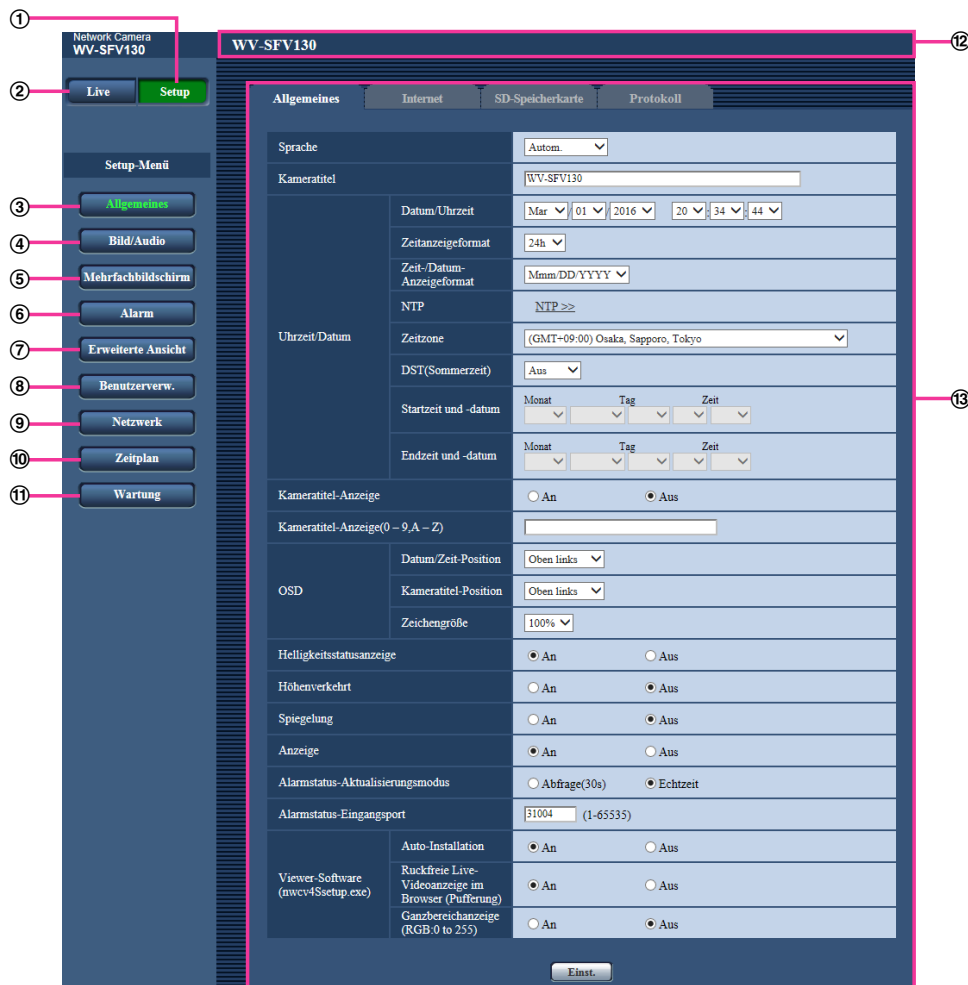 ①
Network Camera
WV-SFV130
WV-SFV130
⑫
②
Live
Setup
Allgemeines
Internet
SD-Speicherkarte
Protokoll
Setup-Menü
③
Allgemeines
④
Bild/Audio
⑤
Mehrfachbildschirm
⑥
Alarm
⑦
Erweiterte Ansicht
⑧
Benutzerverw.
⑨
Netzwerk
⑩
Zeitplan
⑪
Wartung
⑬
Sprache
Autom.
Kameratitel
WV-SFV130
Uhrzeit/Datum
Datum/Uhrzeit
Mar / 01 / 2016 20 : 34 : 44
Zeitanzeigeformat
24h
Zeit-/Datum-
Anzeigeformat
Mmm/DD/YYYY
NTP
NTP >>
Zeitzone
(GMT+09:00) Osaka, Sapporo, Tokyo
DST(Sommerzeit)
Aus
Startzeit und -datum
Monat Tag Zeit
Endzeit und -datum
Monat Tag Zeit
Kameratitel-Anzeige
An Aus
Kameratitel-Anzeige(0 – 9,A – Z)
OSD
Datum/Zeit-Position
Oben links
Kameratitel-Position
Oben links
Zeichengröße
100%
Helligkeitsstatusanzeige
An Aus
Höhenverkehrt
An Aus
Spiegelung
An Aus
Anzeige
An Aus
Alarmstatus-Aktualisierungsmodus
Abfrage(30s) Echtzeit
Alarmstatus-Eingangsport
31004 (1-65535)
Viewer-Software
(nwcv4Ssetup.exe)
Auto-Installation
An Aus
Ruckfreie Live-
Videoanzeige im
Browser (Pufferung)
An Aus
Ganzbereichanzeige
(RGB:0 to 255)
An Aus
Einst.